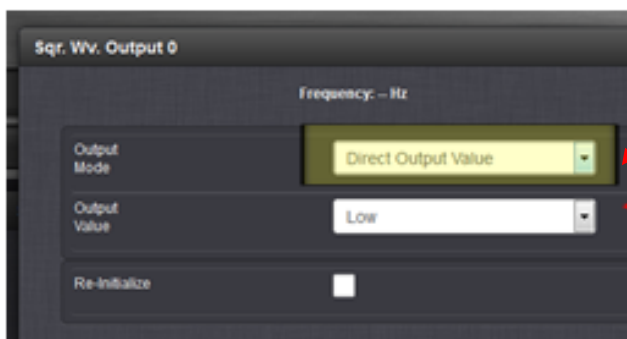 Sqr. Wv. Output 0
Frequency: -- Hz
Output
Mode
Direct Output Value
Output
Value
Low
Re-Initialize